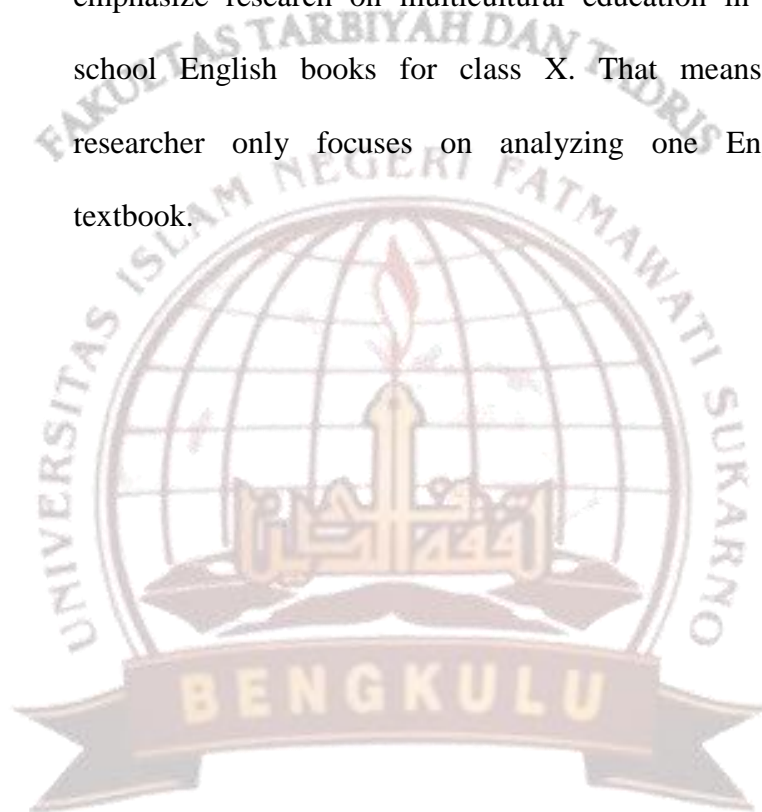 emphasize research on multicultural education in
FAKULTAS TARBIYAH DAN TADRIS
school English books for class X. That means
researcher only focuses on analyzing one En
UNIVERSITAS ISLAM NEGERI FATMAWATI SUKARNO
textbook.
BENGKULU